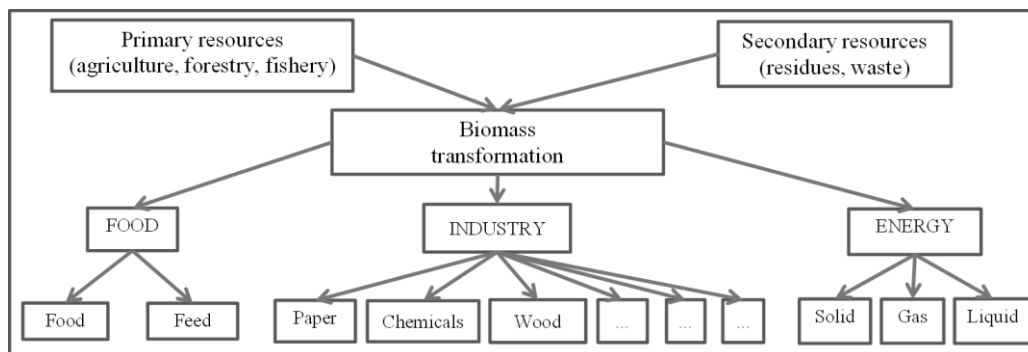 Primary resources
(agriculture, forestry, fishery)
Secondary resources
(residues, waste)
Biomass
transformation
FOOD
INDUSTRY
ENERGY
Food
Feed
Paper
Chemicals
Wood
...
...
...
Solid
Gas
Liquid